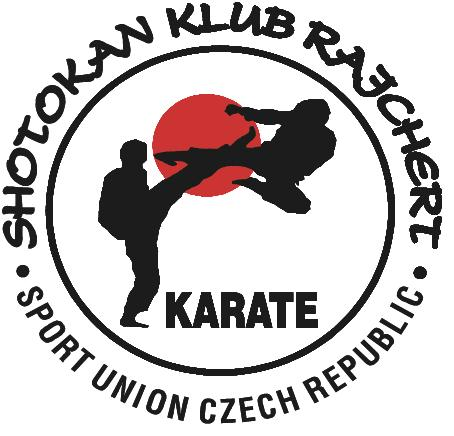 SHOTOKAN KLUB RAJCHERT
KARATE
• SPORT UNION CZECH REPUBLIC •